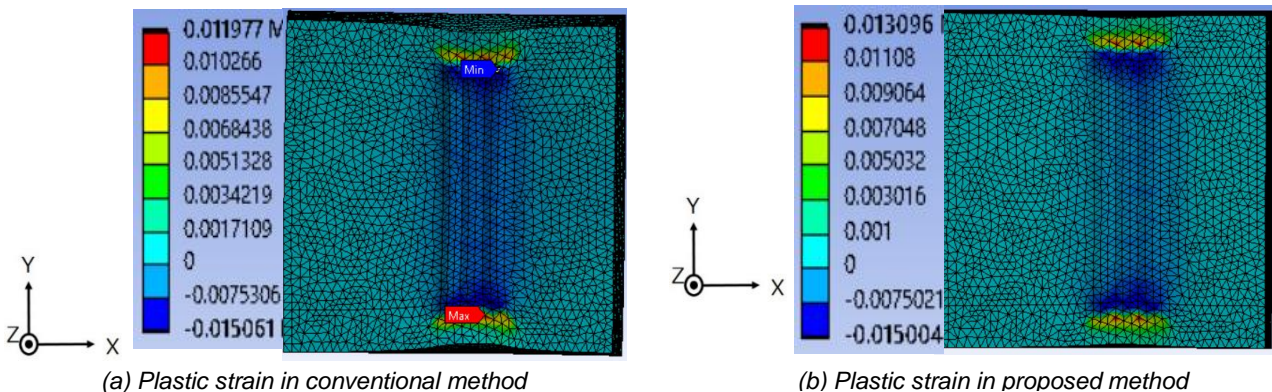 0.011977 M
0.010266
0.0085547
0.0068438
0.0051328
0.0034219
0.0017109
0
-0.0075306
-0.015061
Min
Max
Y
Z
X
(a) Plastic strain in conventional method
0.013096
0.01108
0.009064
0.007048
0.005032
0.003016
0.001
0
-0.0075021
-0.015004
Y
Z
X
(b) Plastic strain in proposed method